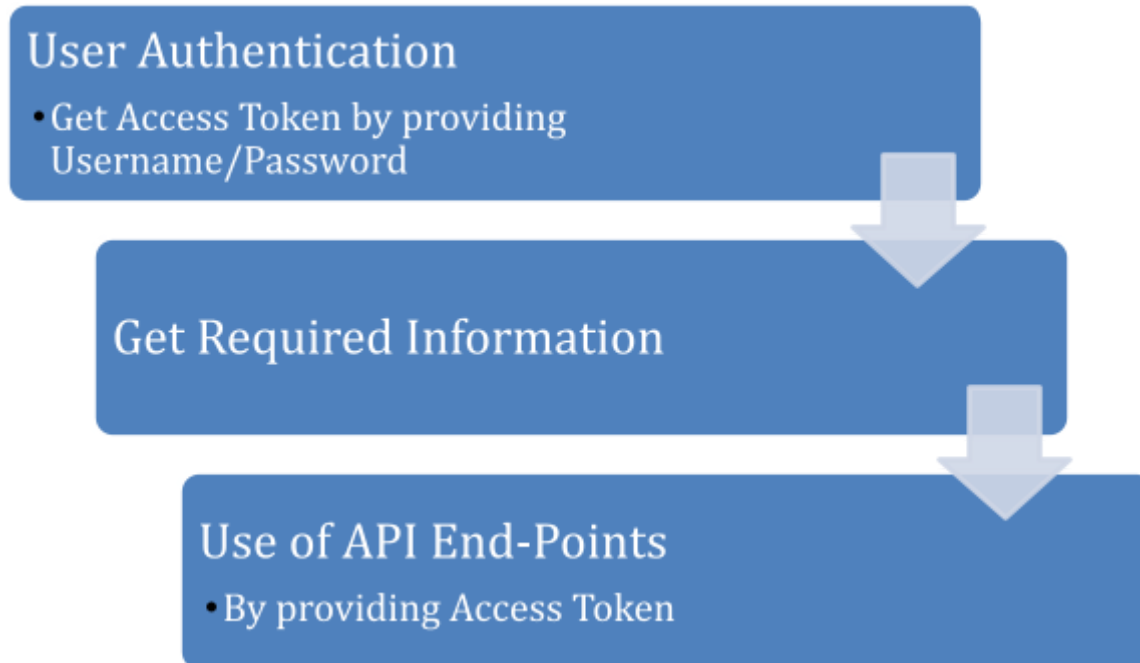 User Authentication
• Get Access Token by providing
Username/Password
Get Required Information
Use of API End-Points
• By providing Access Token